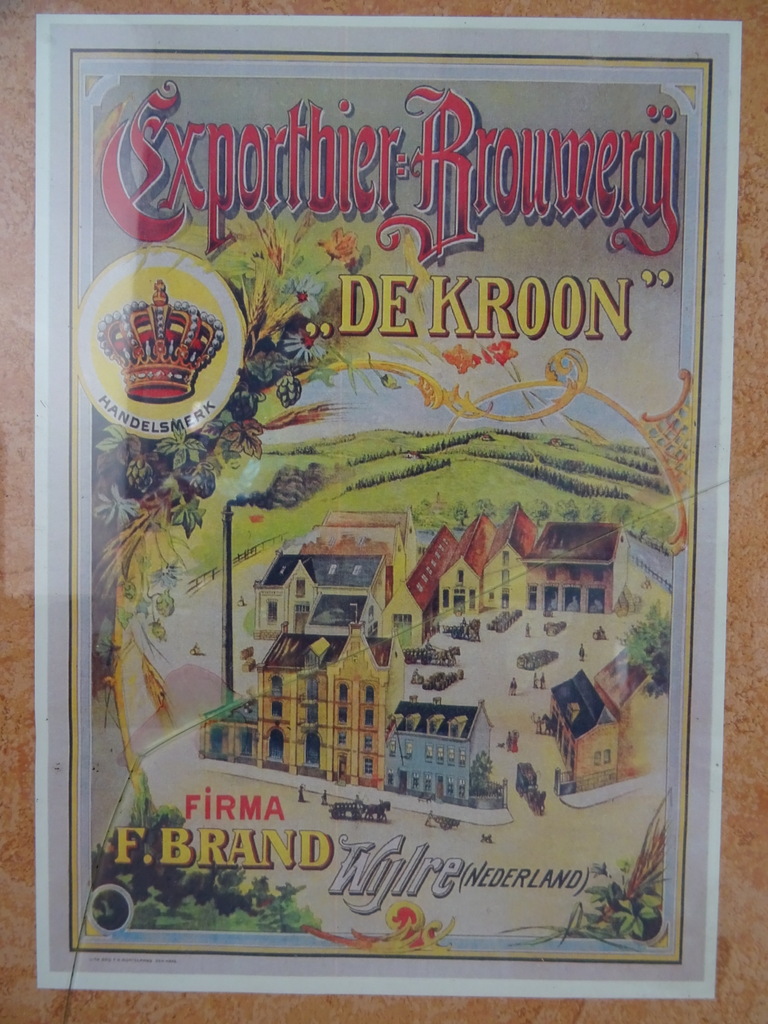 Exportbier=Brouwerij
„DE KROON”
HANDELSMERK
FiRMA
F. BRAND Wijlre (NEDERLAND)